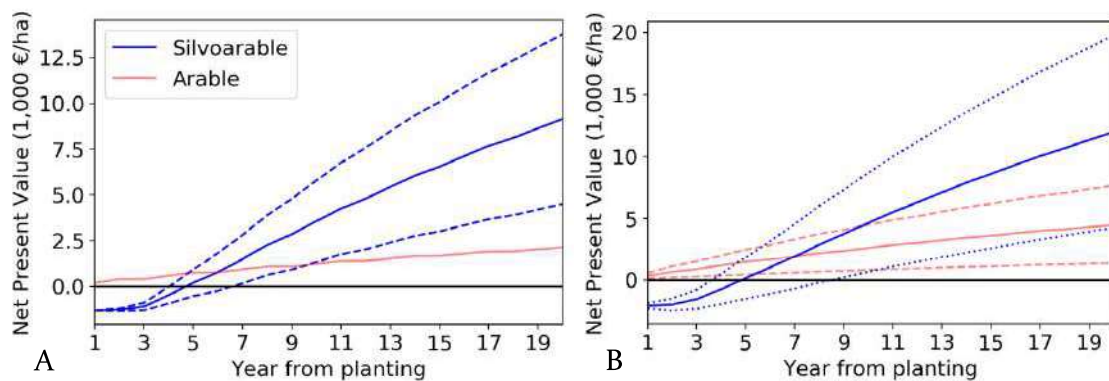 Net Present Value (1,000 €/ha)
12.5
10.0
7.5
5.0
2.5
0.0
Silvoarable
Arable
1 3 5 7 9 11 13 15 17 19
Year from planting
A
Net Present Value (1,000 €/ha)
20
15
10
5
0
1 3 5 7 9 11 13 15 17 19
Year from planting
B